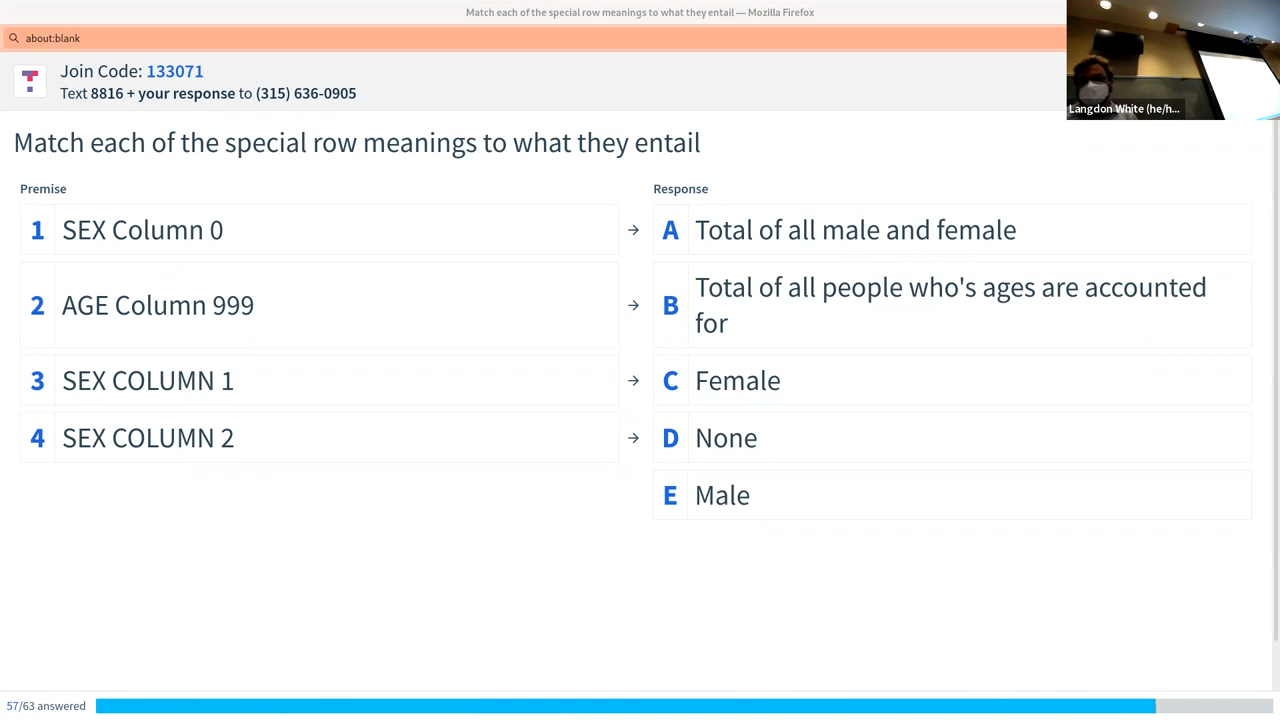 Match each of the special row meanings to what they entail — Mozilla Firefox
about:blank
Join Code: 133071
Text 8816 + your response to (315) 636-0905
Langdon White (he/h...
Match each of the special row meanings to what they entail
Premise
Response
1 SEX Column 0
A Total of all male and female
2 AGE Column 999
B Total of all people who's ages are accounted
for
3 SEX COLUMN 1
C Female
4 SEX COLUMN 2
D None
E Male
57/63 answered